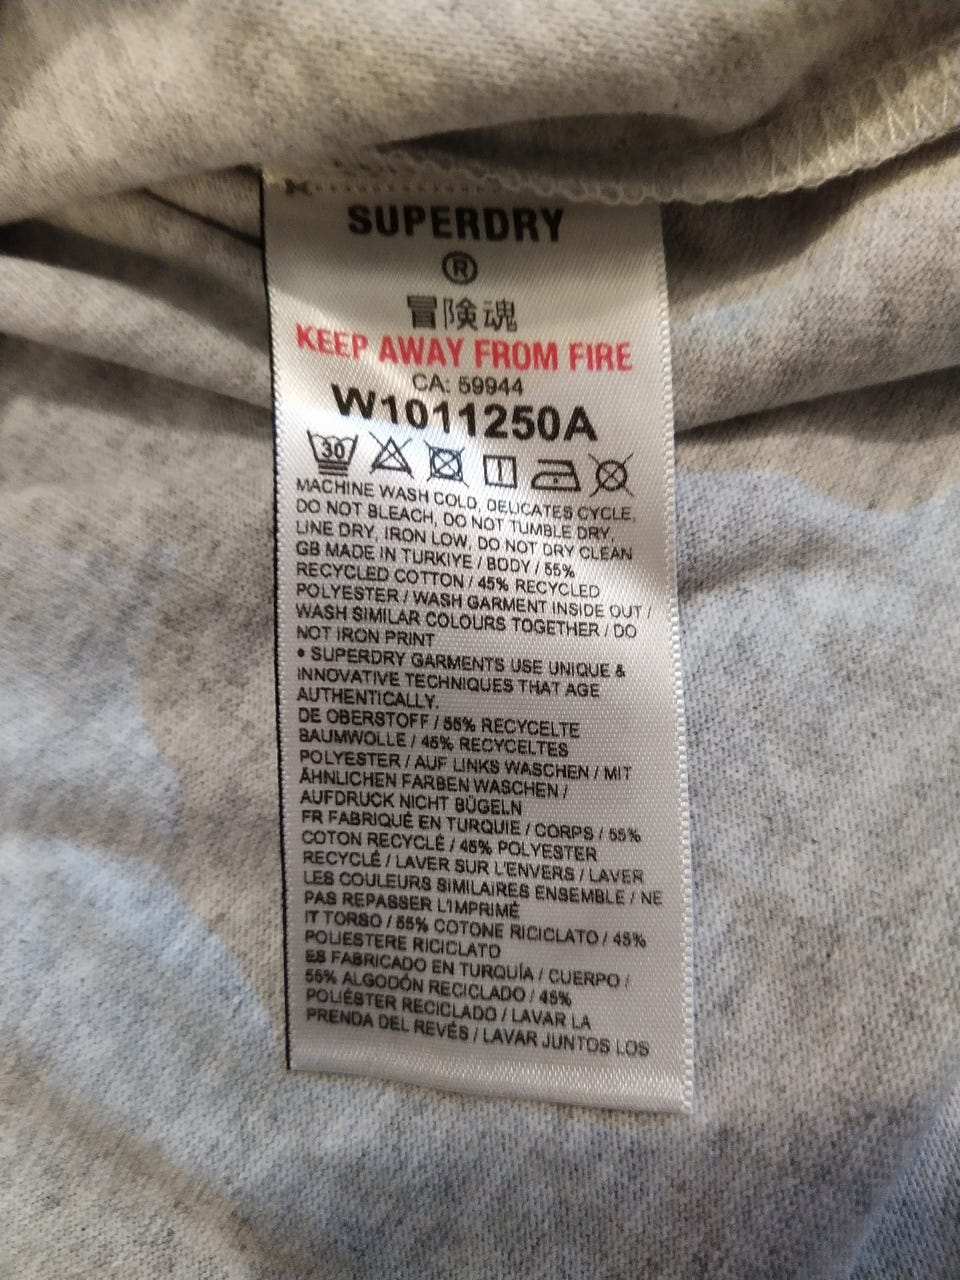 SUPERDRY
®
冒険魂
KEEP AWAY FROM FIRE
CA: 59944
W1011250A
30
MACHINE WASH COLD, DELICATES CYCLE,
DO NOT BLEACH, DO NOT TUMBLE DRY,
LINE DRY, IRON LOW, DO NOT DRY CLEAN
GB MADE IN TURKIYE / BODY / 55%
RECYCLED COTTON / 45% RECYCLED
POLYESTER / WASH GARMENT INSIDE OUT /
WASH SIMILAR COLOURS TOGETHER / DO
NOT IRON PRINT
• SUPERDRY GARMENTS USE UNIQUE &
INNOVATIVE TECHNIQUES THAT AGE
AUTHENTICALLY.
DE OBERSTOFF / 55% RECYCELTE
BAUMWOLLE / 45% RECYCELTES
POLYESTER / AUF LINKS WASCHEN / MIT
ÄHNLICHEN FARBEN WASCHEN /
AUFDRUCK NICHT BÜGELN
FR FABRIQUÉ EN TURQUIE / CORPS / 55%
COTON RECYCLÉ / 45% POLYESTER
RECYCLÉ / LAVER SUR L'ENVERS / LAVER
LES COULEURS SIMILAIRES ENSEMBLE / NE
PAS REPASSER L'IMPRIMÉ
IT TORSO / 55% COTONE RICICLATO / 45%
POLIESTERE RICICLATO
ES FABRICADO EN TURQUÍA / CUERPO /
55% ALGODÓN RECICLADO / 45%
POLIÉSTER RECICLADO / LAVAR LA
PRENDA DEL REVÉS / LAVAR JUNTOS LOS